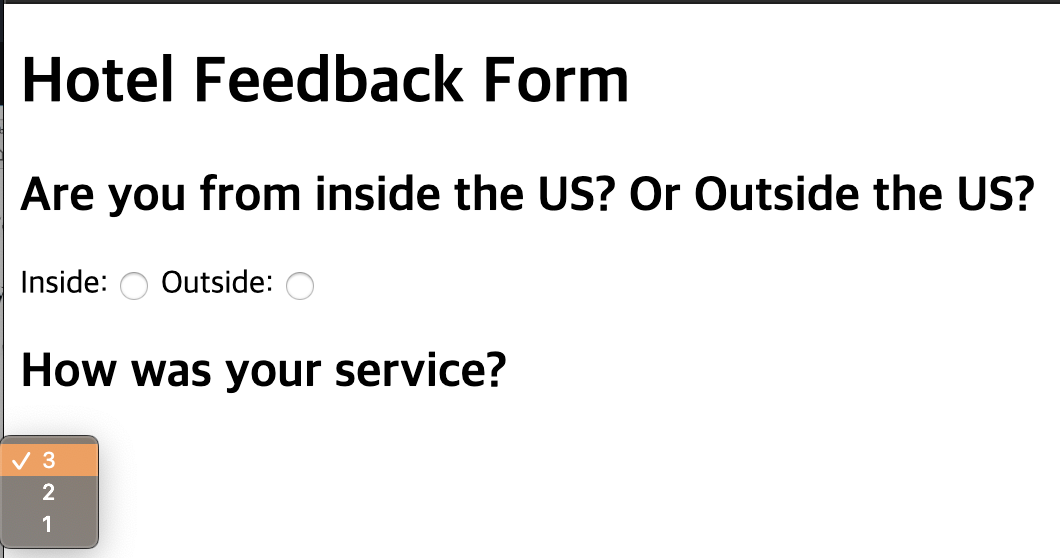 Hotel Feedback Form
Are you from inside the US? Or Outside the US?
Inside: Outside:
How was your service?
✓ 3
2
1